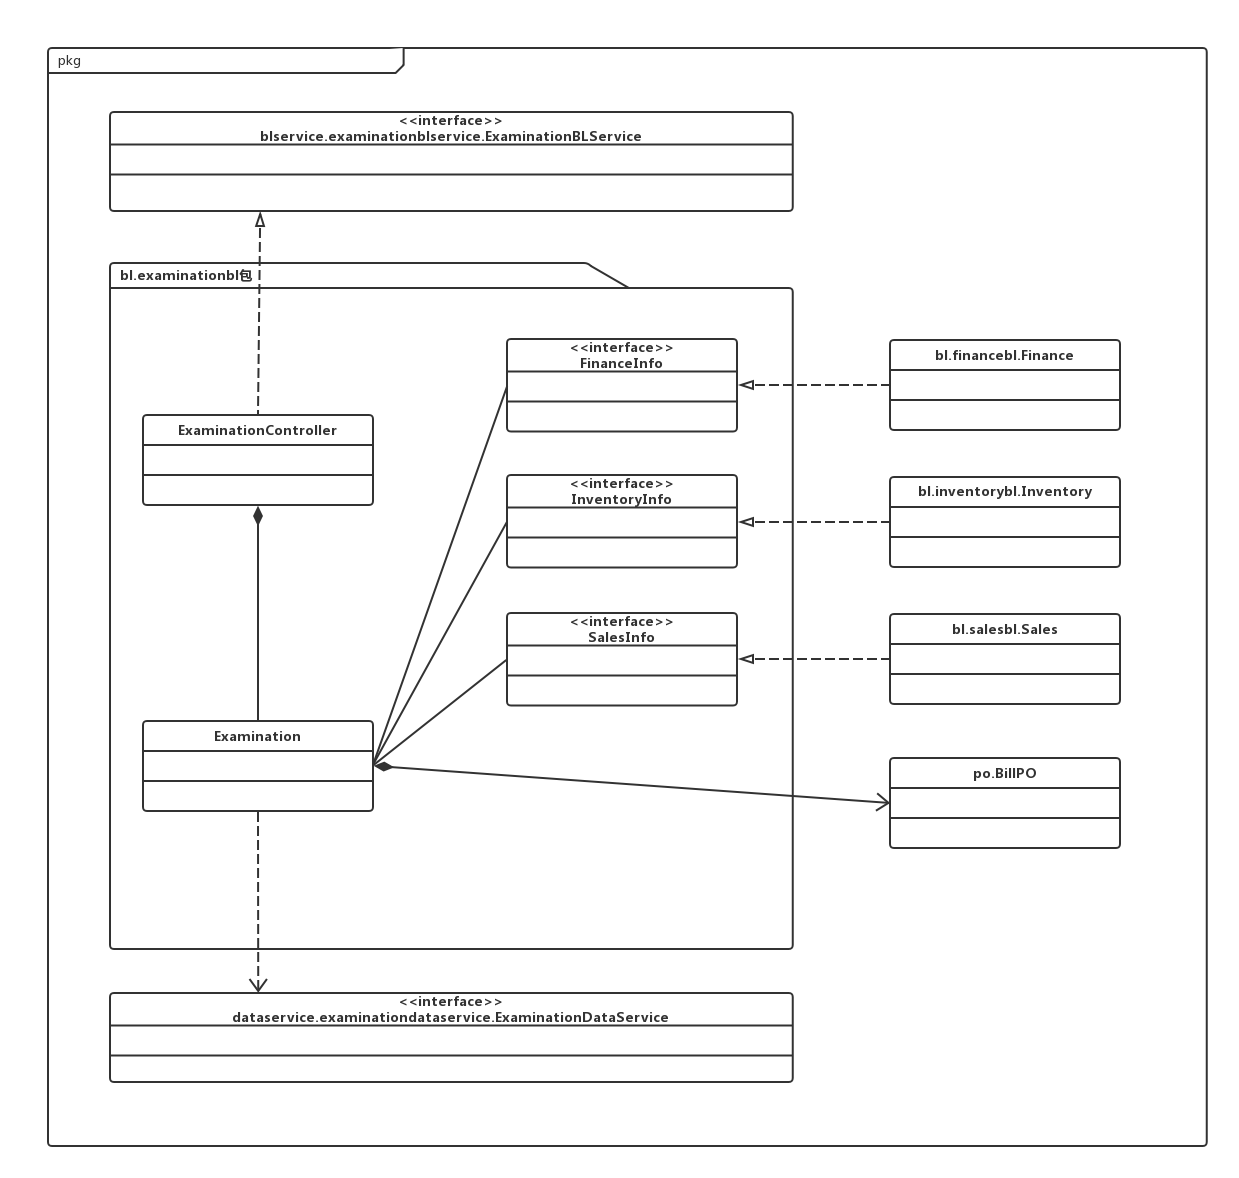 pkg
<<interface>>
blservice.examinationblservice.ExaminationBLService
bl.examinationbl包
<<interface>>
FinanceInfo
bl.financebl.Finance
ExaminationController
<<interface>>
InventoryInfo
bl.inventorybl.Inventory
<<interface>>
SalesInfo
bl.salesbl.Sales
Examination
po.BillPO
<<interface>>
dataservice.examinationdataservice.ExaminationDataService